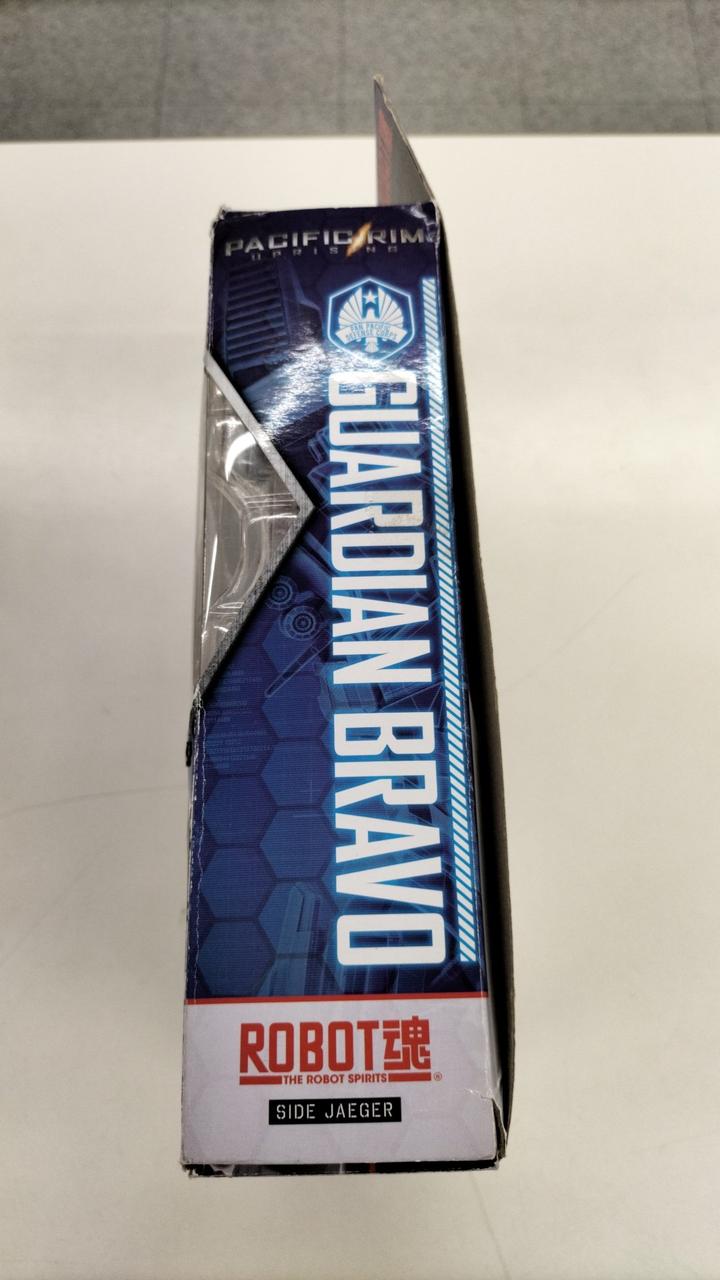 PACIFIC RIM
UPRISING
PAN PACIFIC
DEFENSE CORPS
GUARDIAN BRAVO
ROBOT魂
THE ROBOT SPIRITS
®
SIDE JAEGER